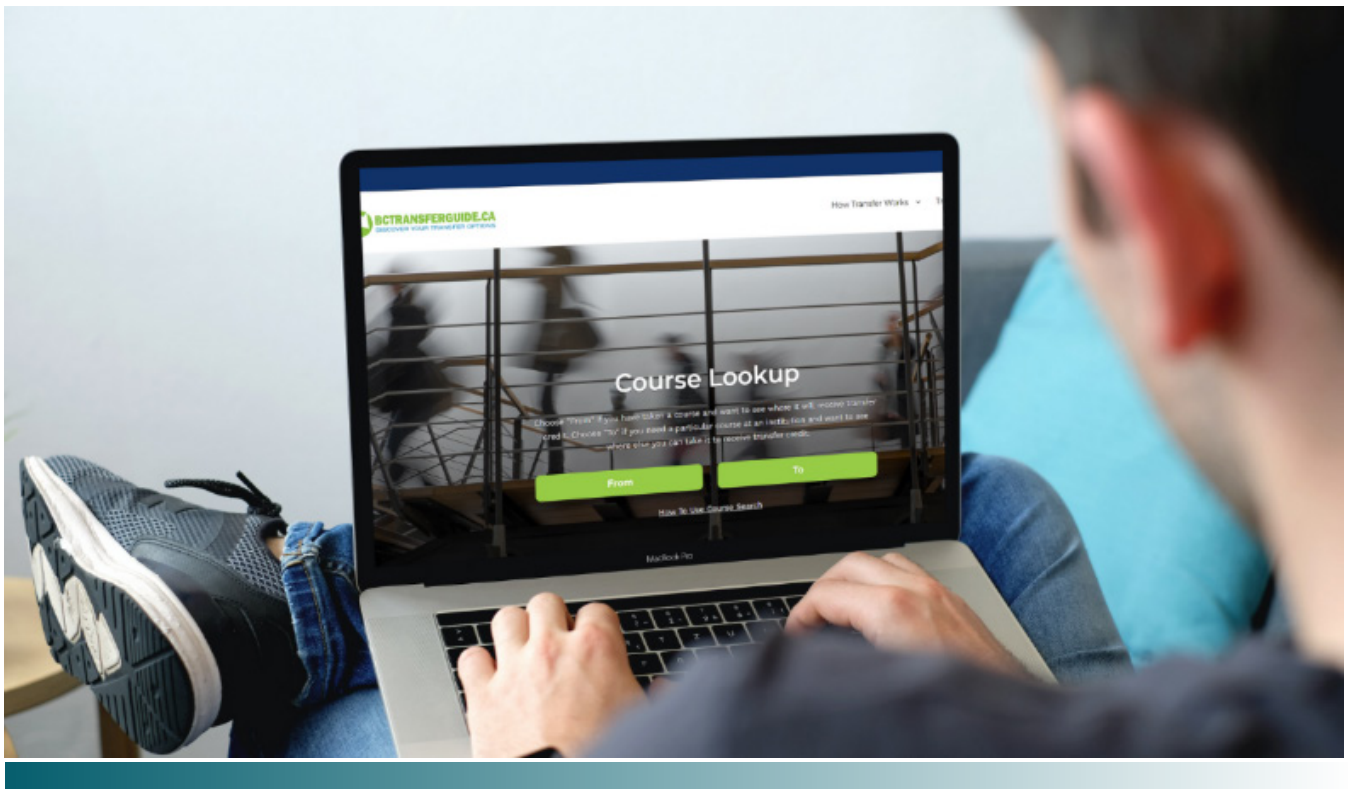 BCTRANSFERGUIDE.CA
DISCOVER YOUR TRANSFER OPTIONS
How Transfer Works
Course Lookup
Choose "From" if you have taken a course and want to see where it will receive transfer
credit. Choose "To" if you need a particular course at an institution and want to see
where else you can take it to receive transfer credit.
From
To
How To Use Course Search
MacBook Pro